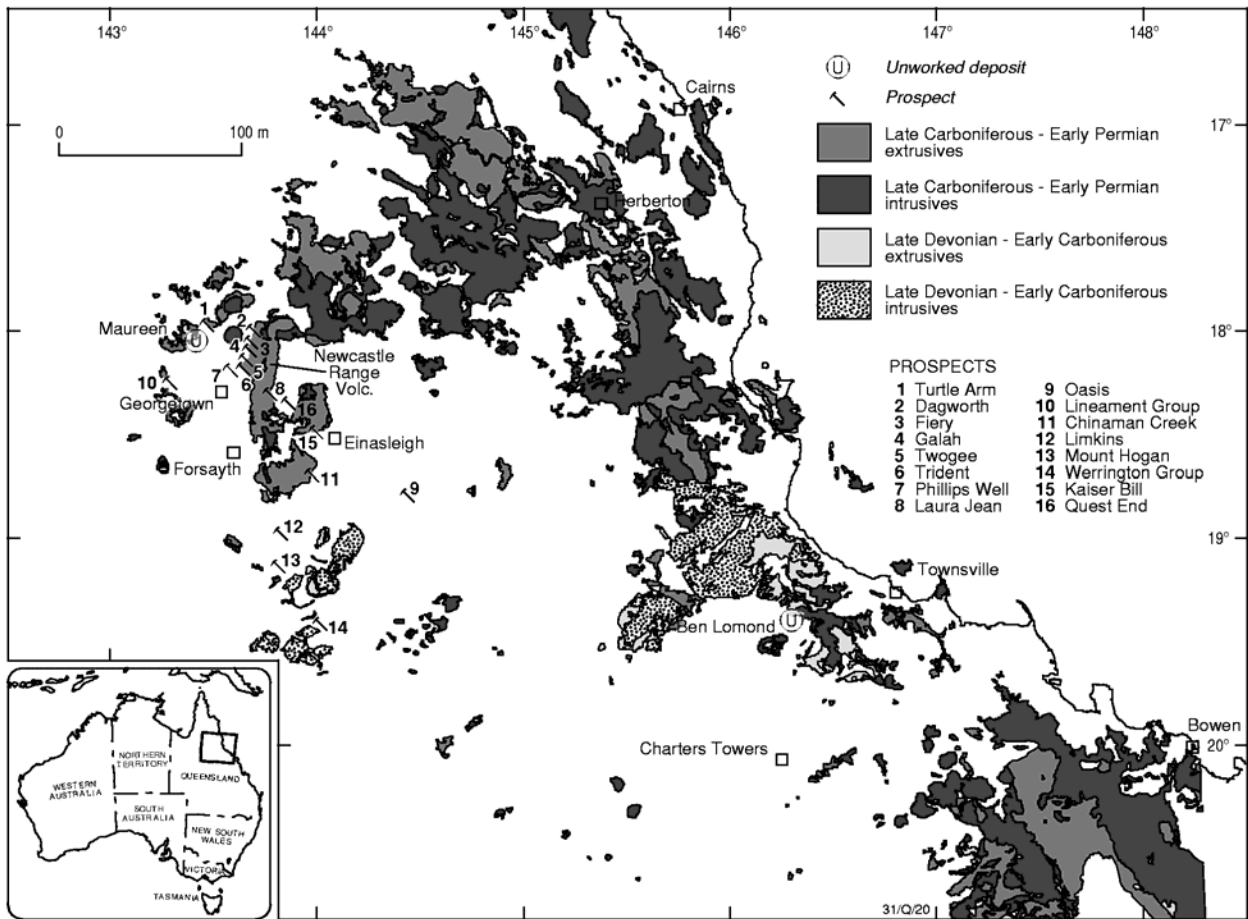 143°
144°
145°
146°
147°
148°
0
100 m
Cairns
U
Unworked deposit
Prospect
17°
17°
Late Carboniferous - Early Permian
extrusives
Late Carboniferous - Early Permian
intrusives
Herberton
Late Devonian - Early Carboniferous
extrusives
Late Devonian - Early Carboniferous
intrusives
1
Maureen
U
2
18°
18°
4
3
Newcastle
Range
Volc.
7
5
6
8
10
Georgetown
16
15
Einasleigh
Forsayth
11
9
PROSPECTS
1 Turtle Arm
2 Dagworth
3 Fiery
4 Galah
5 Twogee
6 Trident
7 Phillips Well
8 Laura Jean
9 Oasis
10 Lineament Group
11 Chinaman Creek
12 Limkins
13 Mount Hogan
14 Werrington Group
15 Kaiser Bill
16 Quest End
12
19°
13
Townsville
14
Ben Lomond
U
Bowen
20°
Charters Towers
31/Q/20
NORTHERN
TERRITORY
QUEENSLAND
WESTERN
AUSTRALIA
SOUTH
AUSTRALIA
NEW SOUTH
WALES
VICTORIA
TASMANIA